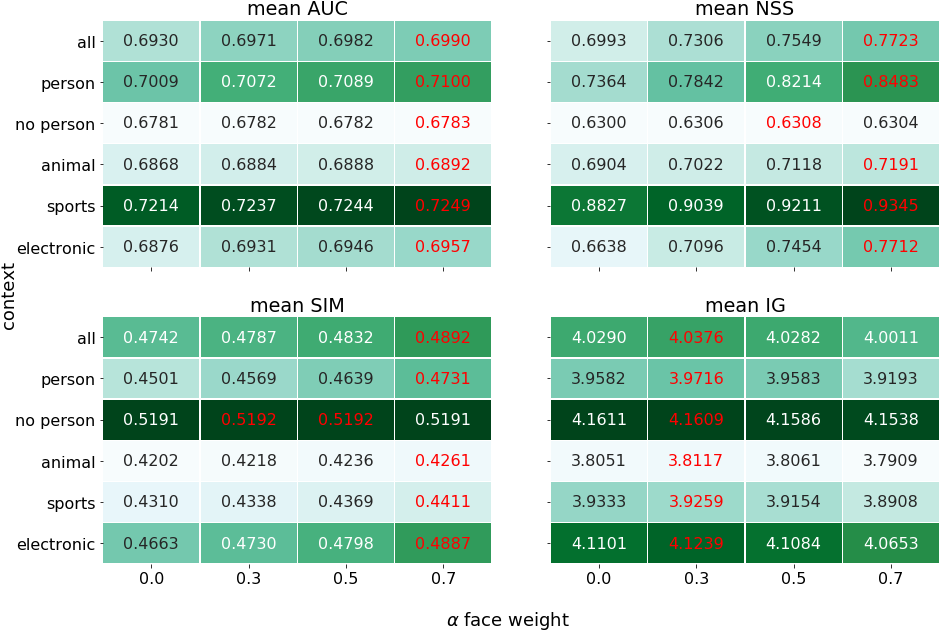 mean AUC mean NSS
all 0.6930 0.6971 0.6982 0.6990 0.6993 0.7306 0.7549 0.7723
person 0.7009 0.7072 0.7089 0.7100 0.7364 0.7842 0.8214 0.8483
no person 0.6781 0.6782 0.6782 0.6783 0.6300 0.6306 0.6308 0.6304
animal 0.6868 0.6884 0.6888 0.6892 0.6904 0.7022 0.7118 0.7191
sports 0.7214 0.7237 0.7244 0.7249 0.8827 0.9039 0.9211 0.9345
electronic 0.6876 0.6931 0.6946 0.6957 0.6638 0.7096 0.7454 0.7712
context
mean SIM mean IG
all 0.4742 0.4787 0.4832 0.4892 4.0290 4.0376 4.0282 4.0011
person 0.4501 0.4569 0.4639 0.4731 3.9582 3.9716 3.9583 3.9193
no person 0.5191 0.5192 0.5192 0.5191 4.1611 4.1609 4.1586 4.1538
animal 0.4202 0.4218 0.4236 0.4261 3.8051 3.8117 3.8061 3.7909
sports 0.4310 0.4338 0.4369 0.4411 3.9333 3.9259 3.9154 3.8908
electronic 0.4663 0.4730 0.4798 0.4887 4.1101 4.1239 4.1084 4.0653
0.0 0.3 0.5 0.7 0.0 0.3 0.5 0.7
α face weight